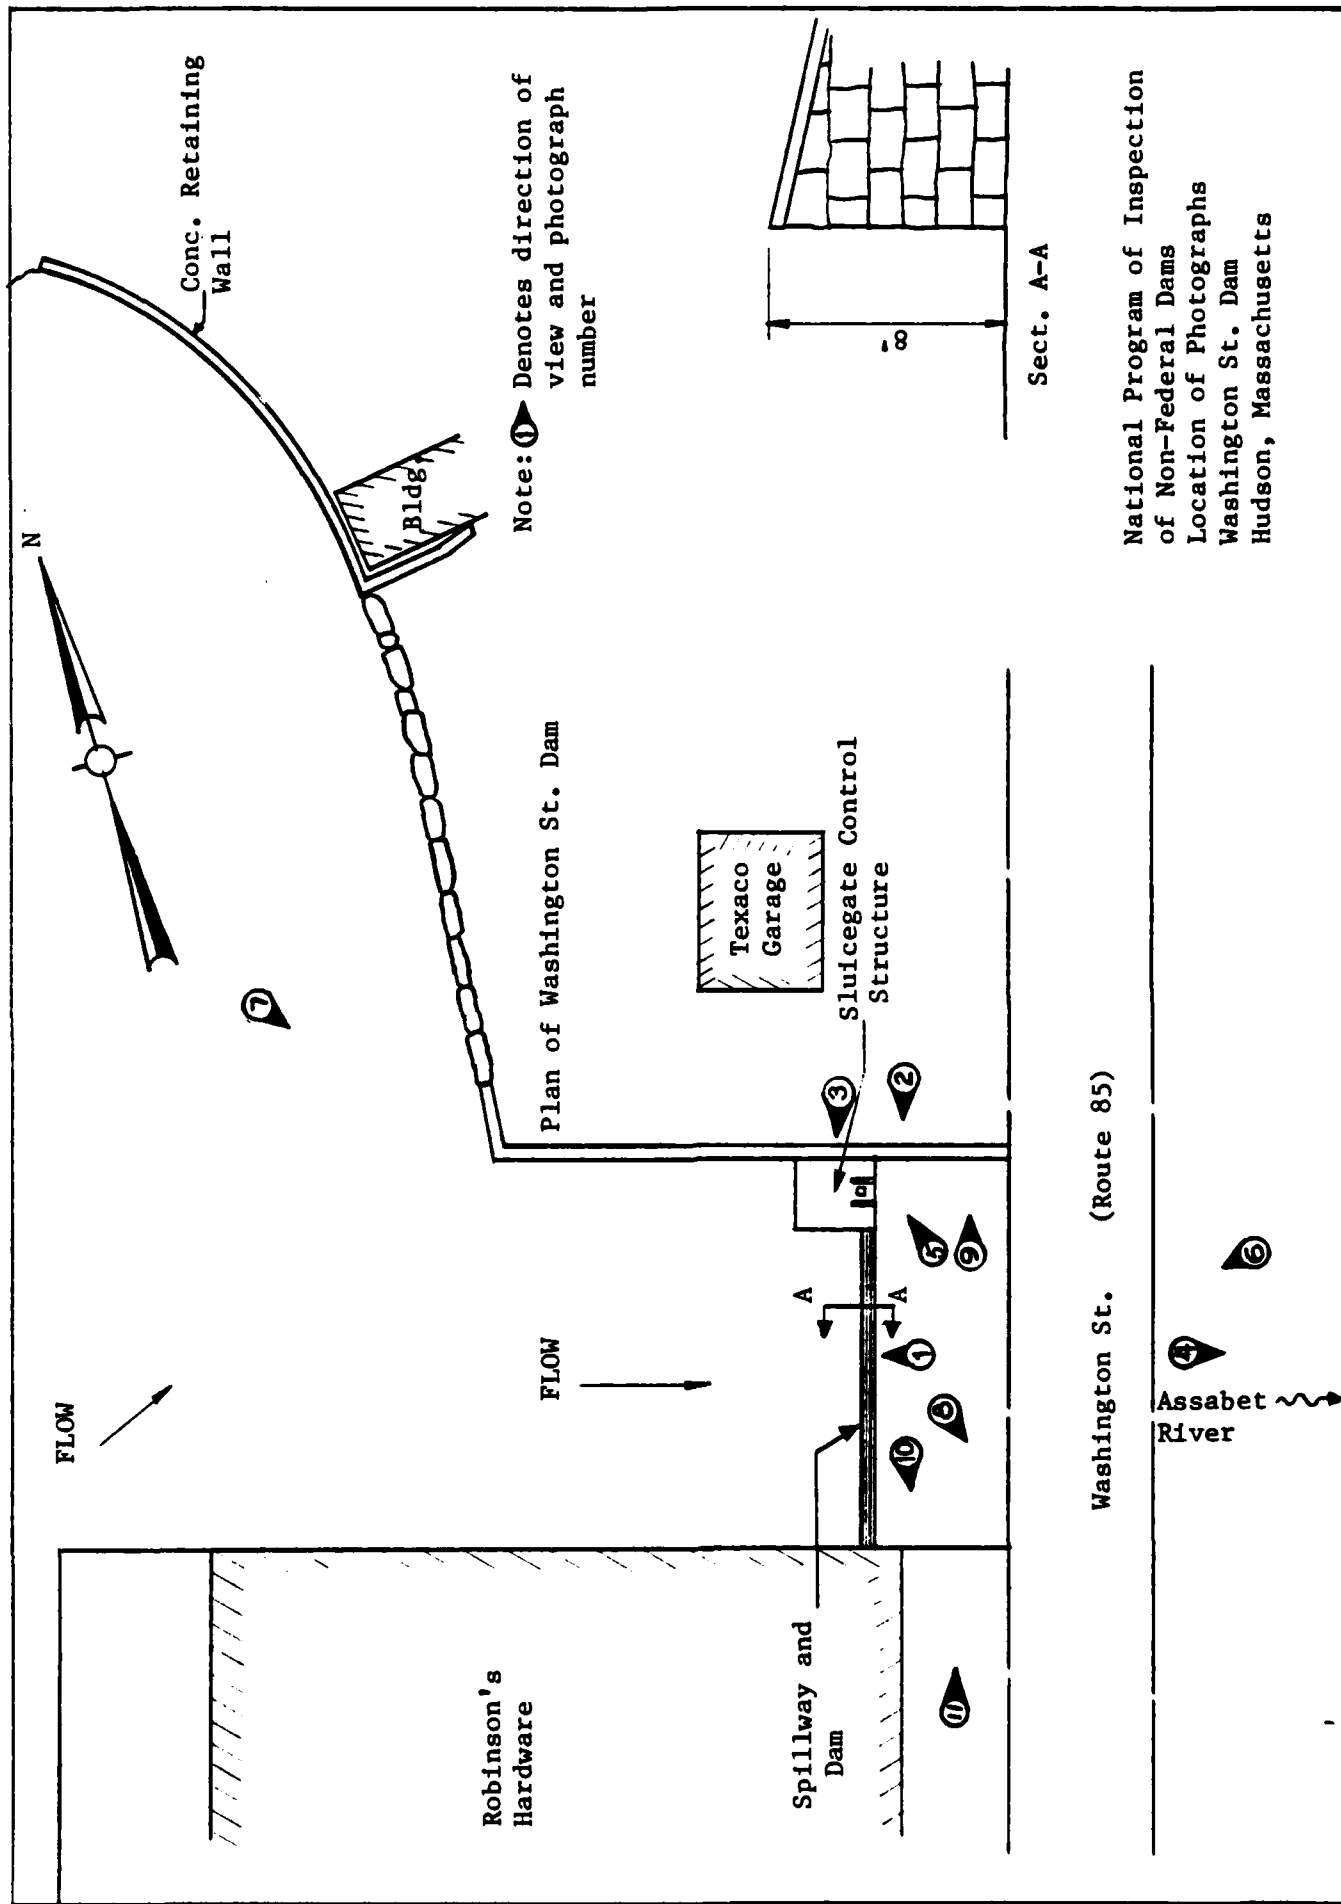 FLOW
N
Conc. Retaining
Wall
Bldg.
Note: 1 Denotes direction of
view and photograph
number
7
Robinson's
Hardware
FLOW
Plan of Washington St. Dam
Texaco
Garage
Sluicegate Control
Structure
Spillway and
Dam
3
2
A
A
1
5
9
8
10
11
8'
Sect. A-A
Washington St. (Route 85)
4
6
Assabet
River
National Program of Inspection
of Non-Federal Dams
Location of Photographs
Washington St. Dam
Hudson, Massachusetts